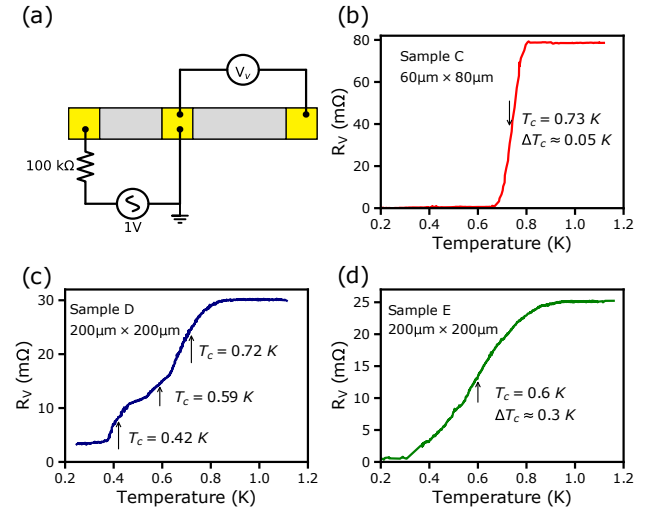 (a)
V_v
100 kΩ
1V
(b)
Sample C
60μm × 80μm
T_c = 0.73 K
ΔT_c ≈ 0.05 K
R_V (mΩ)
80
60
40
20
0
0.2 0.4 0.6 0.8 1.0 1.2
Temperature (K)
(c)
Sample D
200μm × 200μm
T_c = 0.72 K
T_c = 0.59 K
T_c = 0.42 K
R_V (mΩ)
30
20
10
0
0.2 0.4 0.6 0.8 1.0 1.2
Temperature (K)
(d)
Sample E
200μm × 200μm
T_c = 0.6 K
ΔT_c ≈ 0.3 K
R_V (mΩ)
25
20
15
10
5
0
0.2 0.4 0.6 0.8 1.0 1.2
Temperature (K)